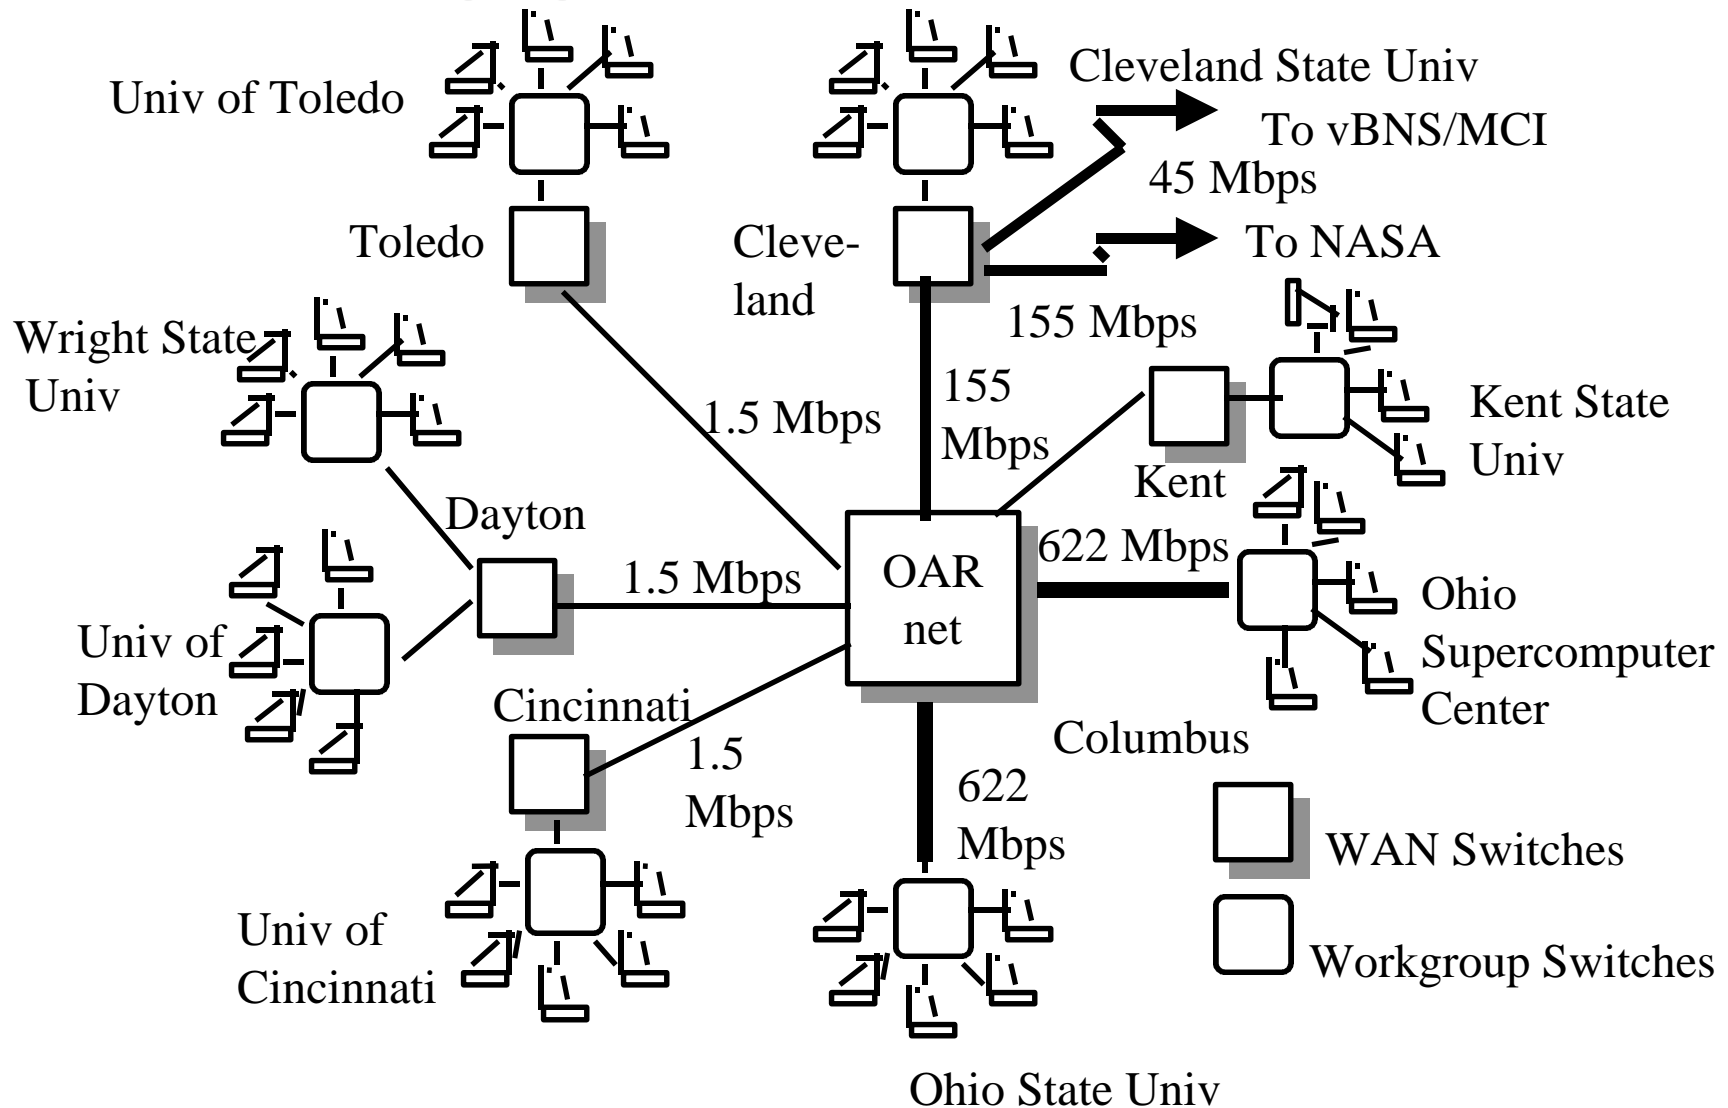 Univ of Toledo
Cleveland State Univ
To vBNS/MCI
45 Mbps
Toledo
Cleve-
land
To NASA
155 Mbps
Wright State
Univ
1.5 Mbps
155
Mbps
Kent State
Univ
Kent
Dayton
1.5 Mbps
OAR
net
622 Mbps
Ohio
Supercomputer
Center
Univ of
Dayton
Cincinnati
1.5
Mbps
Columbus
622
Mbps
WAN Switches
Univ of
Cincinnati
Workgroup Switches
Ohio State Univ